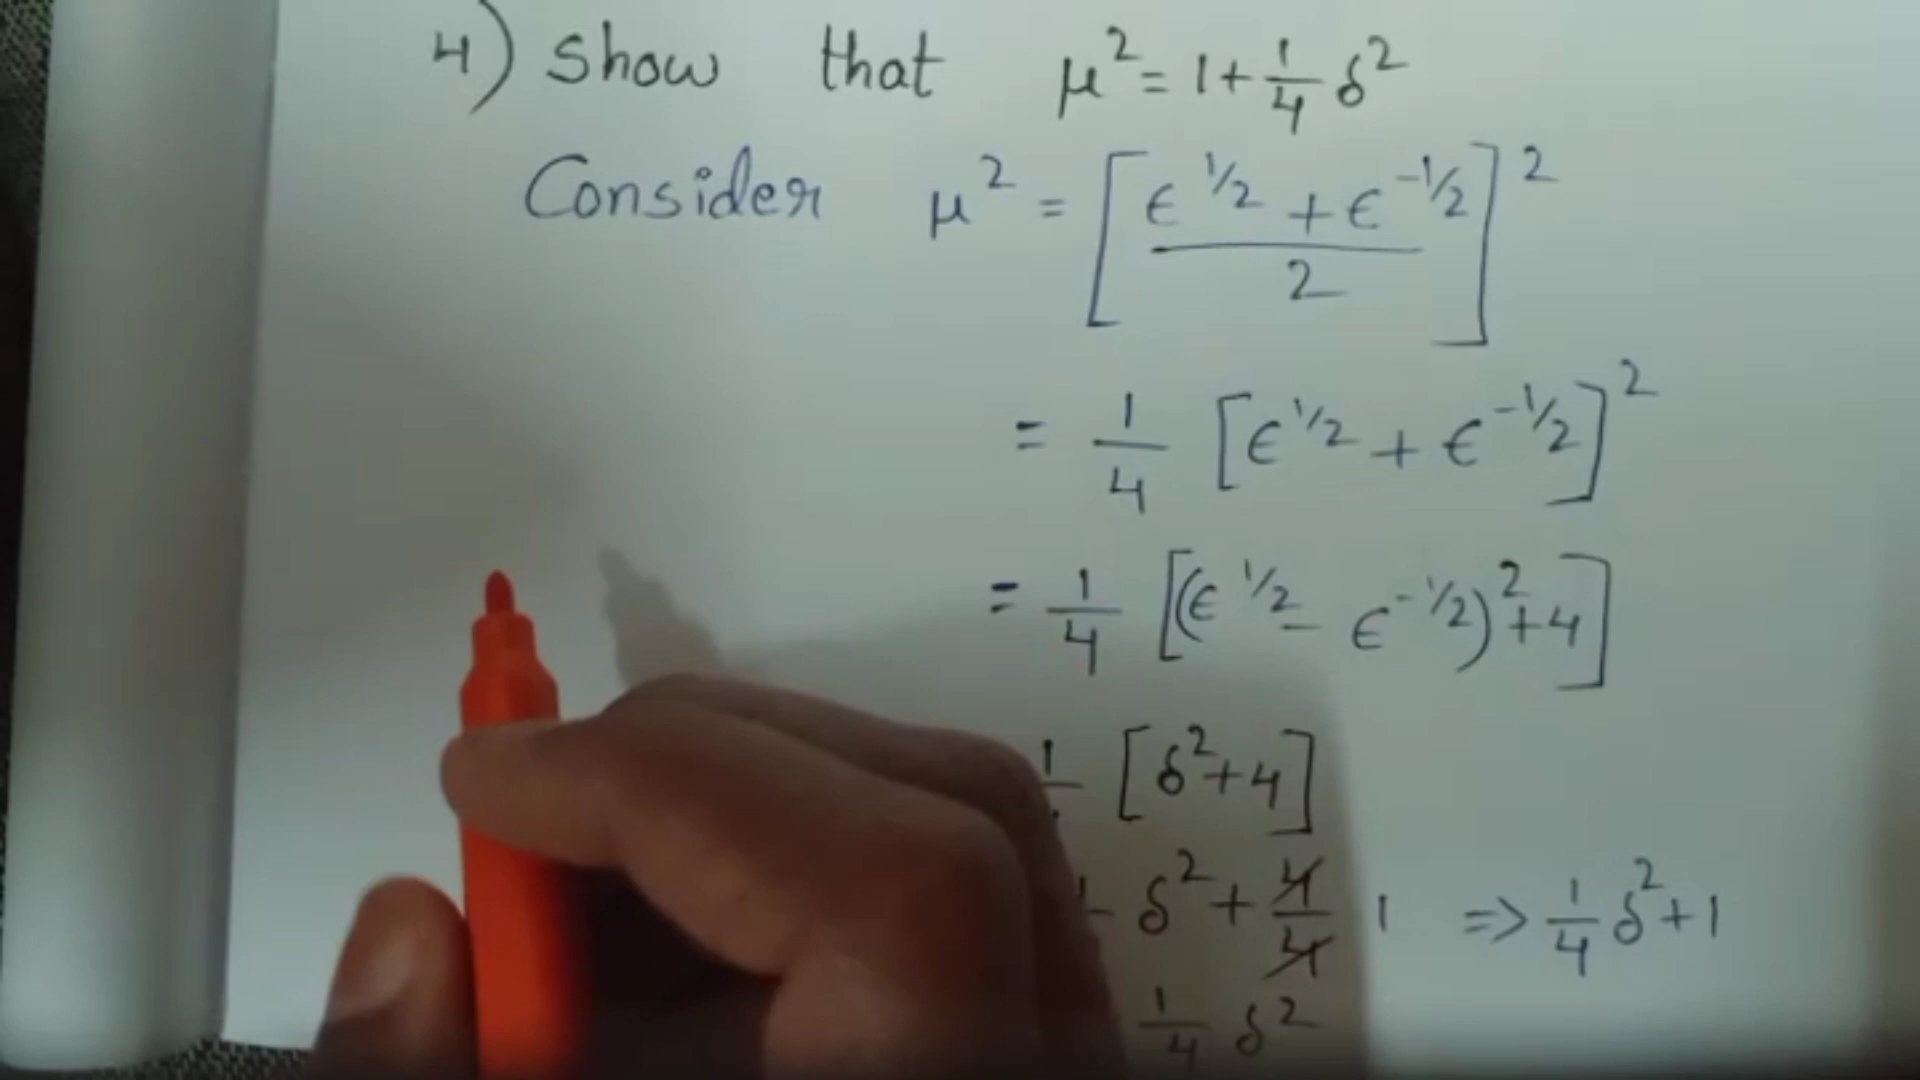 4) Show that μ² = 1 + 1/4 δ²
Consider μ² = [(ϵ^1/2 + ϵ^-1/2)/2]²
= 1/4 [ϵ^1/2 + ϵ^-1/2]²
= 1/4 [(ϵ^1/2 - ϵ^-1/2)² + 4]
[δ² + 4]
δ² + 4/4 1 ⇒ 1/4 δ² + 1
1/4 δ²